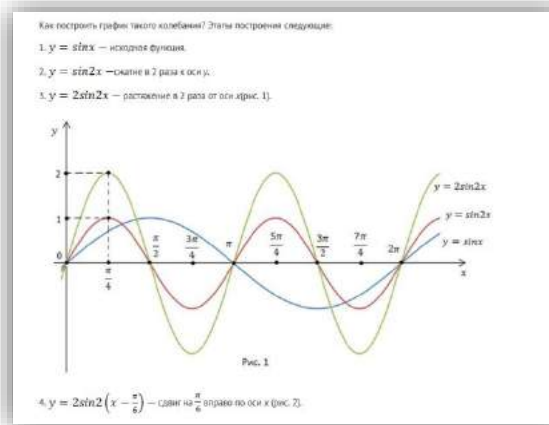 Как построить график такого колебания? Этапы построения следующие:
1. y = sinx — исходная функция.
2. y = sin2x —сжатие в 2 раза к оси y.
3. y = 2sin2x — растяжение в 2 раза от оси x(рис. 1).
y
2
y = 2sin2x
1
y = sin2x
y = sinx
0 π/4 π/2 3π/4 π 5π/4 3π/2 7π/4 2π x
Рис. 1
4. y = 2sin2(x − π/6) — сдвиг на π/6 вправо по оси x (рис. 2).